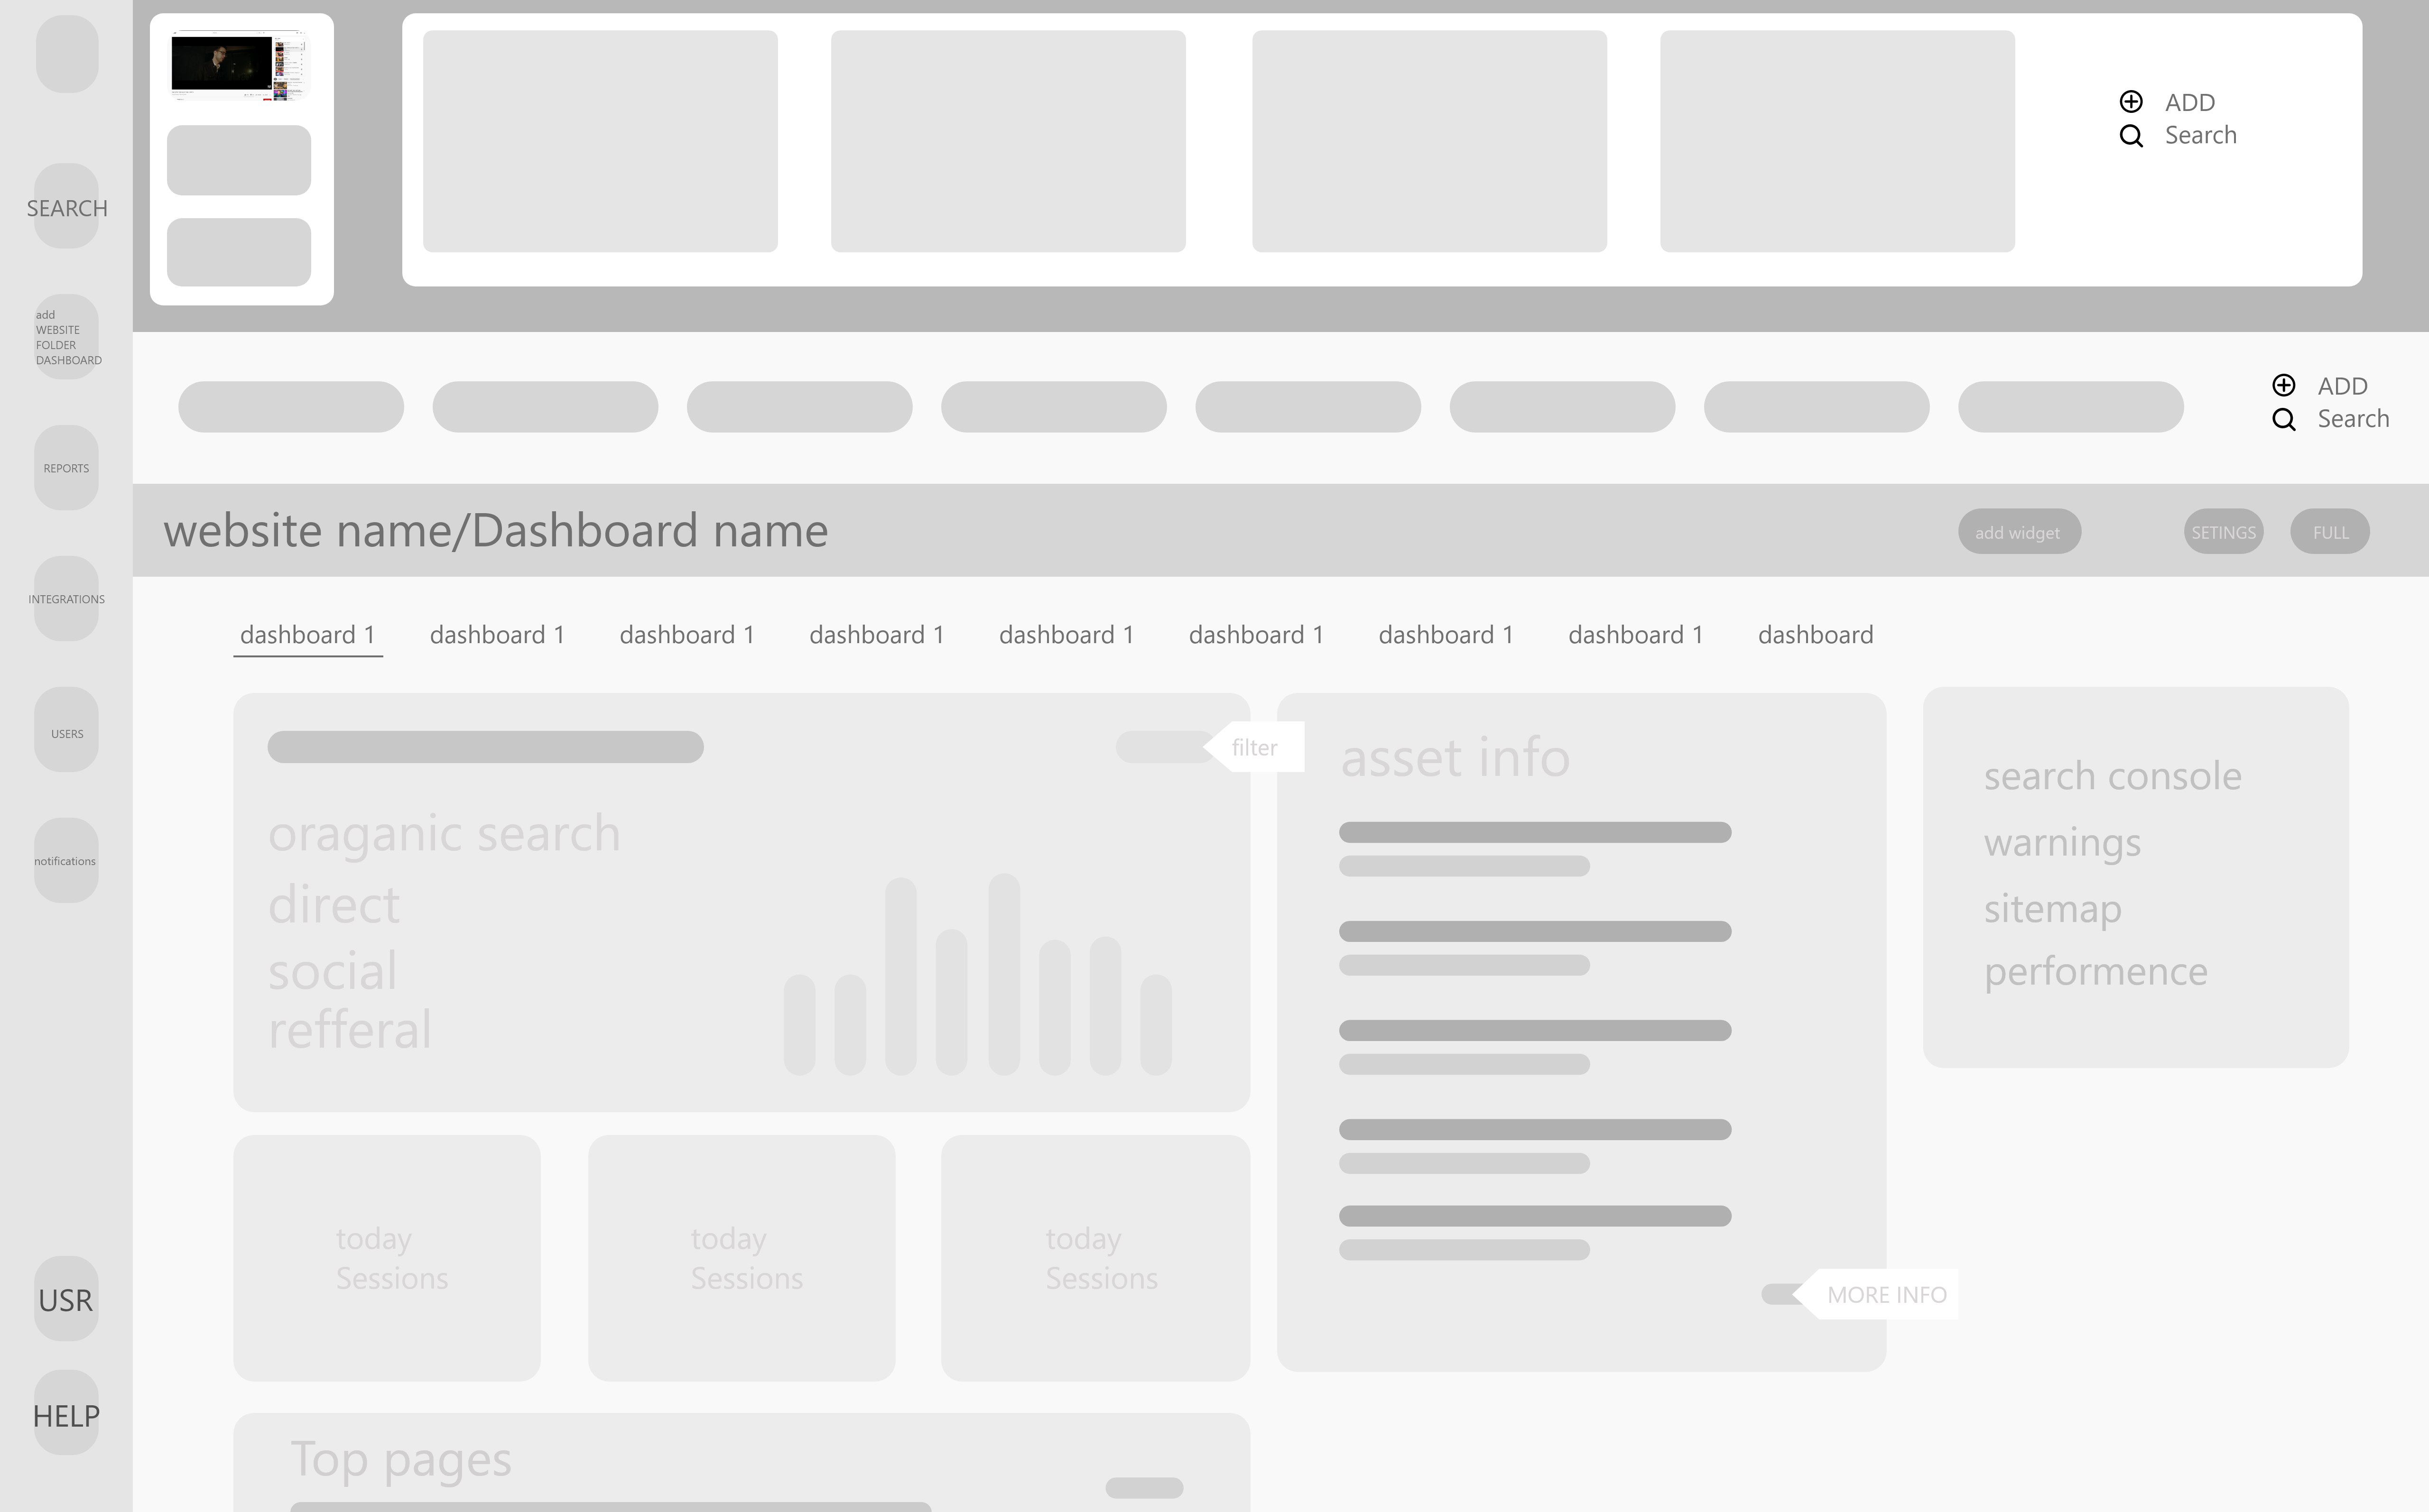 SEARCH
add
WEBSITE
FOLDER
DASHBOARD
REPORTS
INTEGRATIONS
USERS
notifications
USR
HELP
ADD
Search
ADD
Search
website name/Dashboard name
add widget
SETINGS
FULL
dashboard 1 dashboard 1 dashboard 1 dashboard 1 dashboard 1 dashboard 1 dashboard 1 dashboard 1 dashboard
filter
oraganic search
direct
social
refferal
asset info
MORE INFO
search console
warnings
sitemap
performence
today
Sessions
today
Sessions
today
Sessions
Top pages